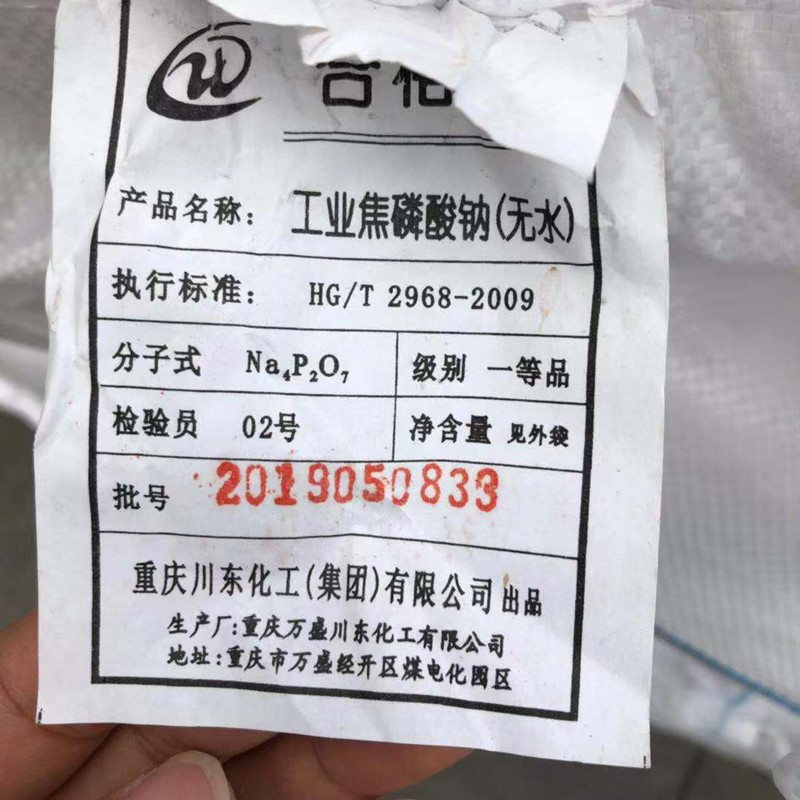 合格
产品名称： 工业焦磷酸钠(无水)
执行标准： HG/T 2968-2009
分子式 Na₄P₂O₇ 级别 一等品
检验员 02号 净含量 见外袋
批号 2019050833
重庆川东化工(集团)有限公司 出品
生产厂:重庆万盛川东化工有限公司
地址:重庆市万盛经开区煤电化园区